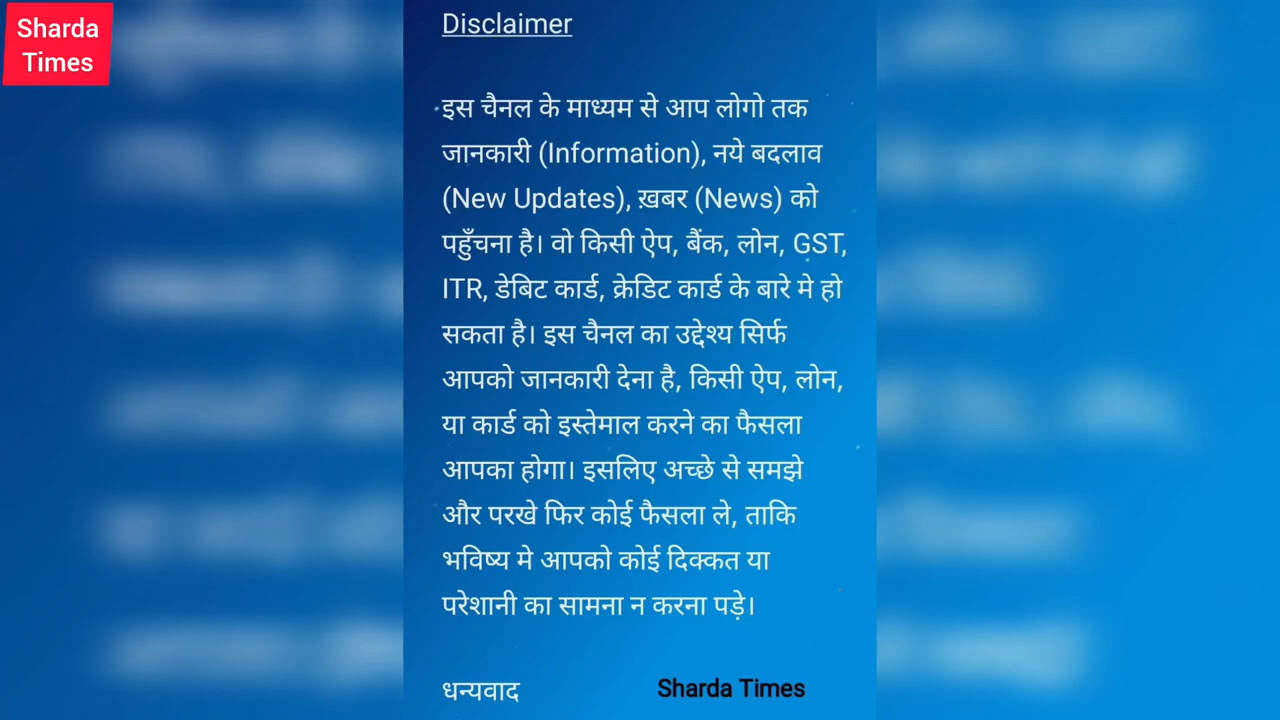 Sharda
Times
Disclaimer
इस चैनल के माध्यम से आप लोगो तक
जानकारी (Information), नये बदलाव
(New Updates), ख़बर (News) को
पहुँचना है। वो किसी ऐप, बैंक, लोन, GST,
ITR, डेबिट कार्ड, क्रेडिट कार्ड के बारे मे हो
सकता है। इस चैनल का उद्देश्य सिर्फ
आपको जानकारी देना है, किसी ऐप, लोन,
या कार्ड को इस्तेमाल करने का फैसला
आपका होगा। इसलिए अच्छे से समझे
और परखे फिर कोई फैसला ले, ताकि
भविष्य मे आपको कोई दिक्कत या
परेशानी का सामना न करना पड़े।
धन्यवाद Sharda Times